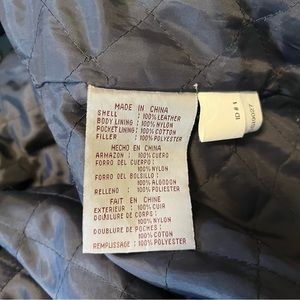 MADE IN CHINA
SHELL : 100% LEATHER
BODY LINING : 100% NYLON
POCKET LINING : 100% COTTON
FILLER : 100% POLYESTER
HECHO EN CHINA
ARMAZON : 100% CUERO
FORRO DEL CUERPO :
100% NYLON
FORRO DEL BOLSILLO :
100% ALGODON
RELLENO : 100% POLIESTER
FAIT EN CHINE
EXTERIEUR : 100% CUIR
DOUBLURE DE CORPS :
100% NYLON
DOUBLURE DE POCHES :
100% COTON
REMPLISSAGE : 100% POLYESTER
ID # 1